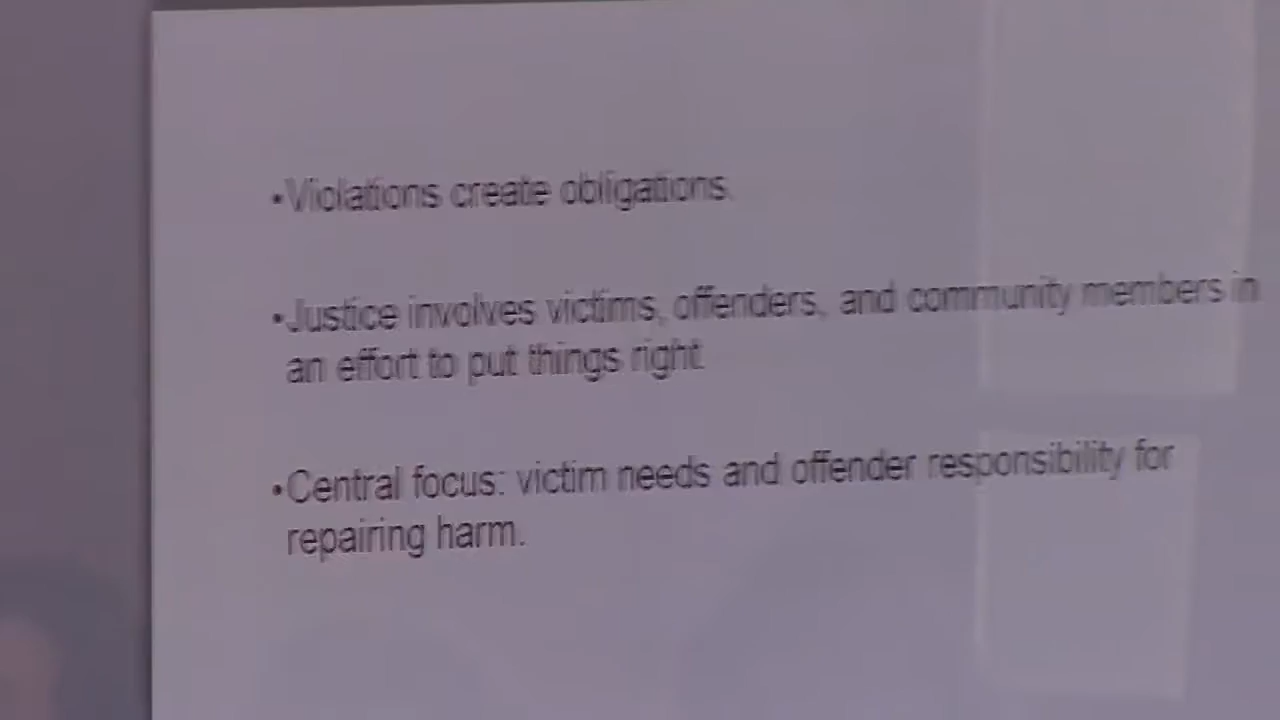 •Violations create obligations.
•Justice involves victims, offenders, and community members in
an effort to put things right.
•Central focus: victim needs and offender responsibility for
repairing harm.